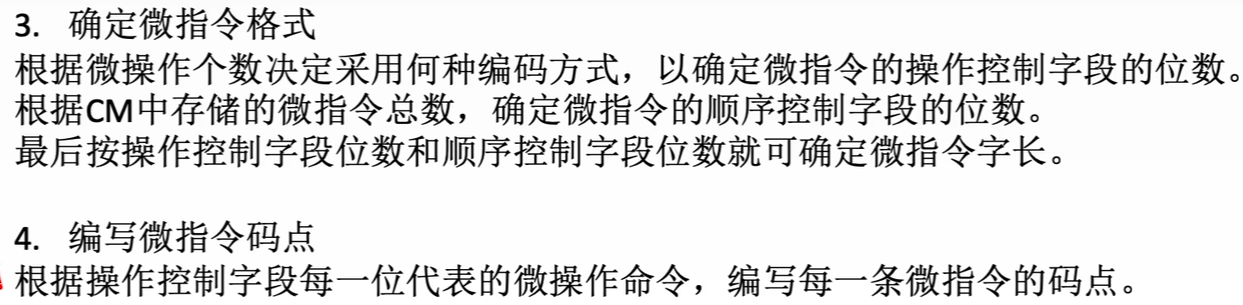 3. 确定微指令格式
根据微操作个数决定采用何种编码方式，以确定微指令的操作控制字段的位数。
根据CM中存储的微指令总数，确定微指令的顺序控制字段的位数。
最后按操作控制字段位数和顺序控制字段位数就可确定微指令字长。
4. 编写微指令码点
根据操作控制字段每一位代表的微操作命令，编写每一条微指令的码点。